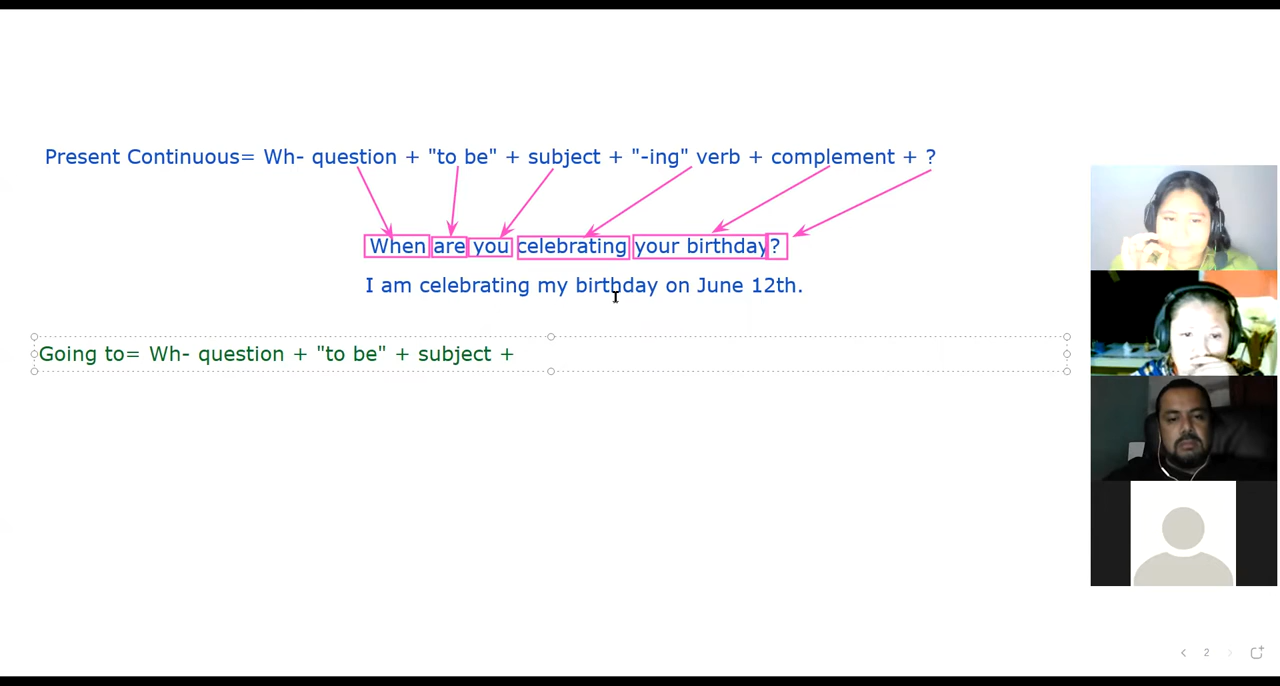 Present Continuous= Wh- question + "to be" + subject + "-ing" verb + complement + ?
When are you celebrating your birthday?
I am celebrating my birthday on June 12th.
Going to= Wh- question + "to be" + subject +
2